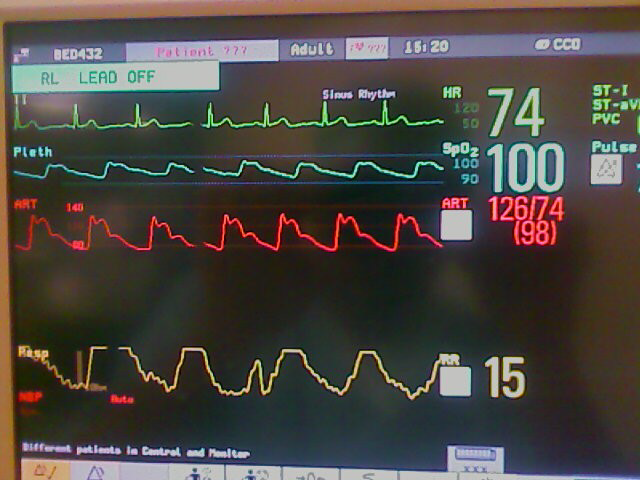 BED432 Patient ??? Adult ??? 15:20 CCO
RL LEAD OFF
II Sinus Rhythm HR 120 50 74 ST-I
ST-aV
PVC
Pleth SpO2 100 90 100 Pulse
ART 140 60 ART 126/74
(98)
Resp RR 15
NBP Auto
Different patients in Control and Monitor